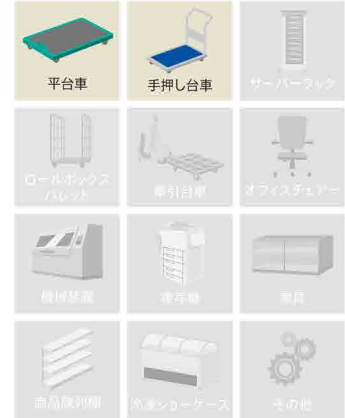 平台車
手押し台車
サーバーラック
ロールボックス
パレット
牽引台車
オフィスチェアー
機械装置
複写機
家具
商品陳列棚
冷凍ショーケース
その他